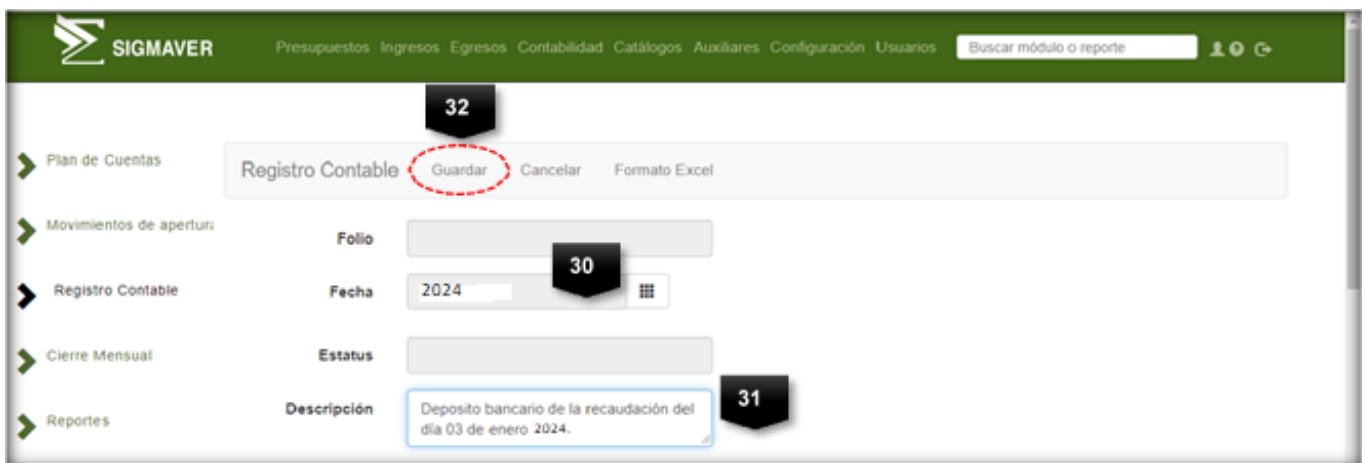 SIGMAVER
Presupuestos Ingresos Egresos Contabilidad Catálogos Auxiliares Configuración Usuarios
Buscar módulo o reporte
32
Plan de Cuentas
Registro Contable Guardar Cancelar Formato Excel
Movimientos de apertura
Folio
30
Registro Contable
Fecha
2024
Cierre Mensual
Estatus
31
Descripción
Deposito bancario de la recaudación del
día 03 de enero 2024.
Reportes